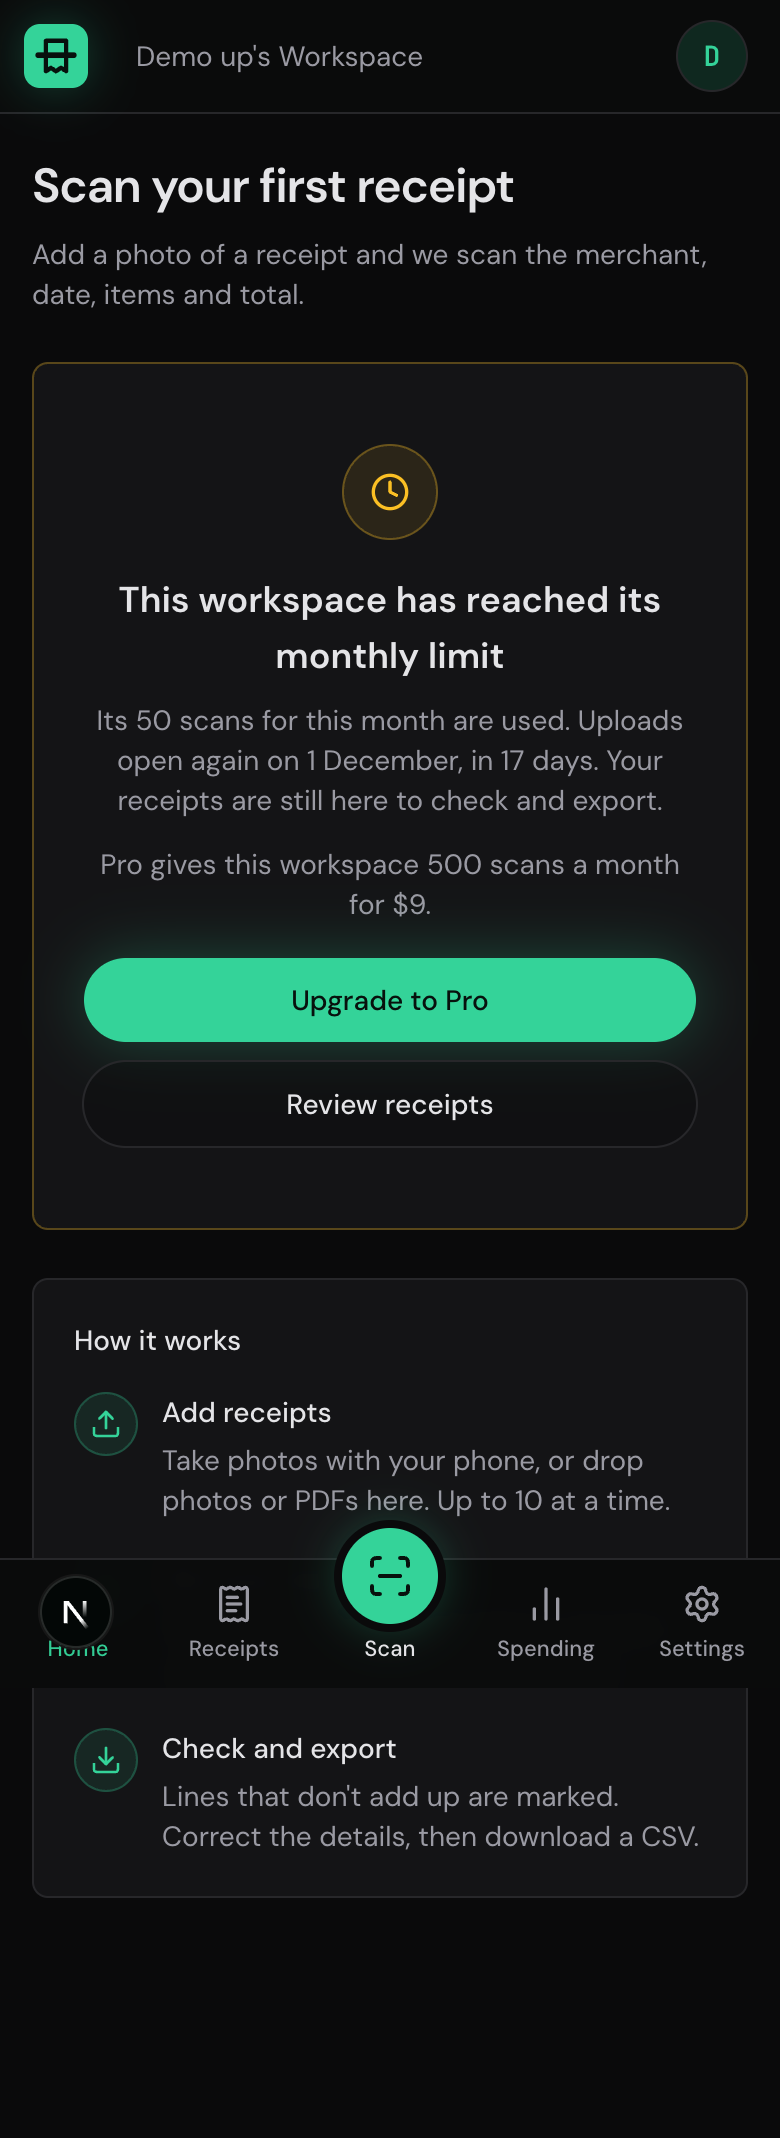 Demo up's Workspace
D
Scan your first receipt
Add a photo of a receipt and we scan the merchant,
date, items and total.
This workspace has reached its
monthly limit
Its 50 scans for this month are used. Uploads
open again on 1 December, in 17 days. Your
receipts are still here to check and export.
Pro gives this workspace 500 scans a month
for $9.
Upgrade to Pro
Review receipts
How it works
Add receipts
Take photos with your phone, or drop
photos or PDFs here. Up to 10 at a time.
N
Home
Receipts
Scan
Spending
Settings
Check and export
Lines that don't add up are marked.
Correct the details, then download a CSV.